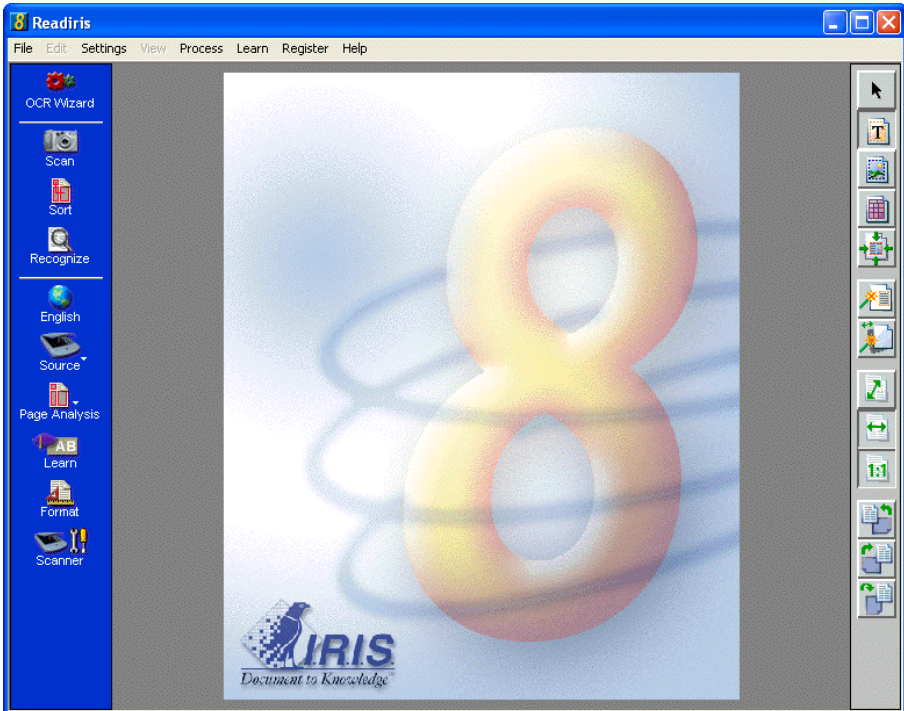 8 Readiris
File Edit Settings View Process Learn Register Help
OCR Wizard
Scan
Sort
Recognize
English
Source
Page Analysis
AB
Learn
Format
Scanner
T
1:1
8
I.R.I.S.
Document to Knowledge